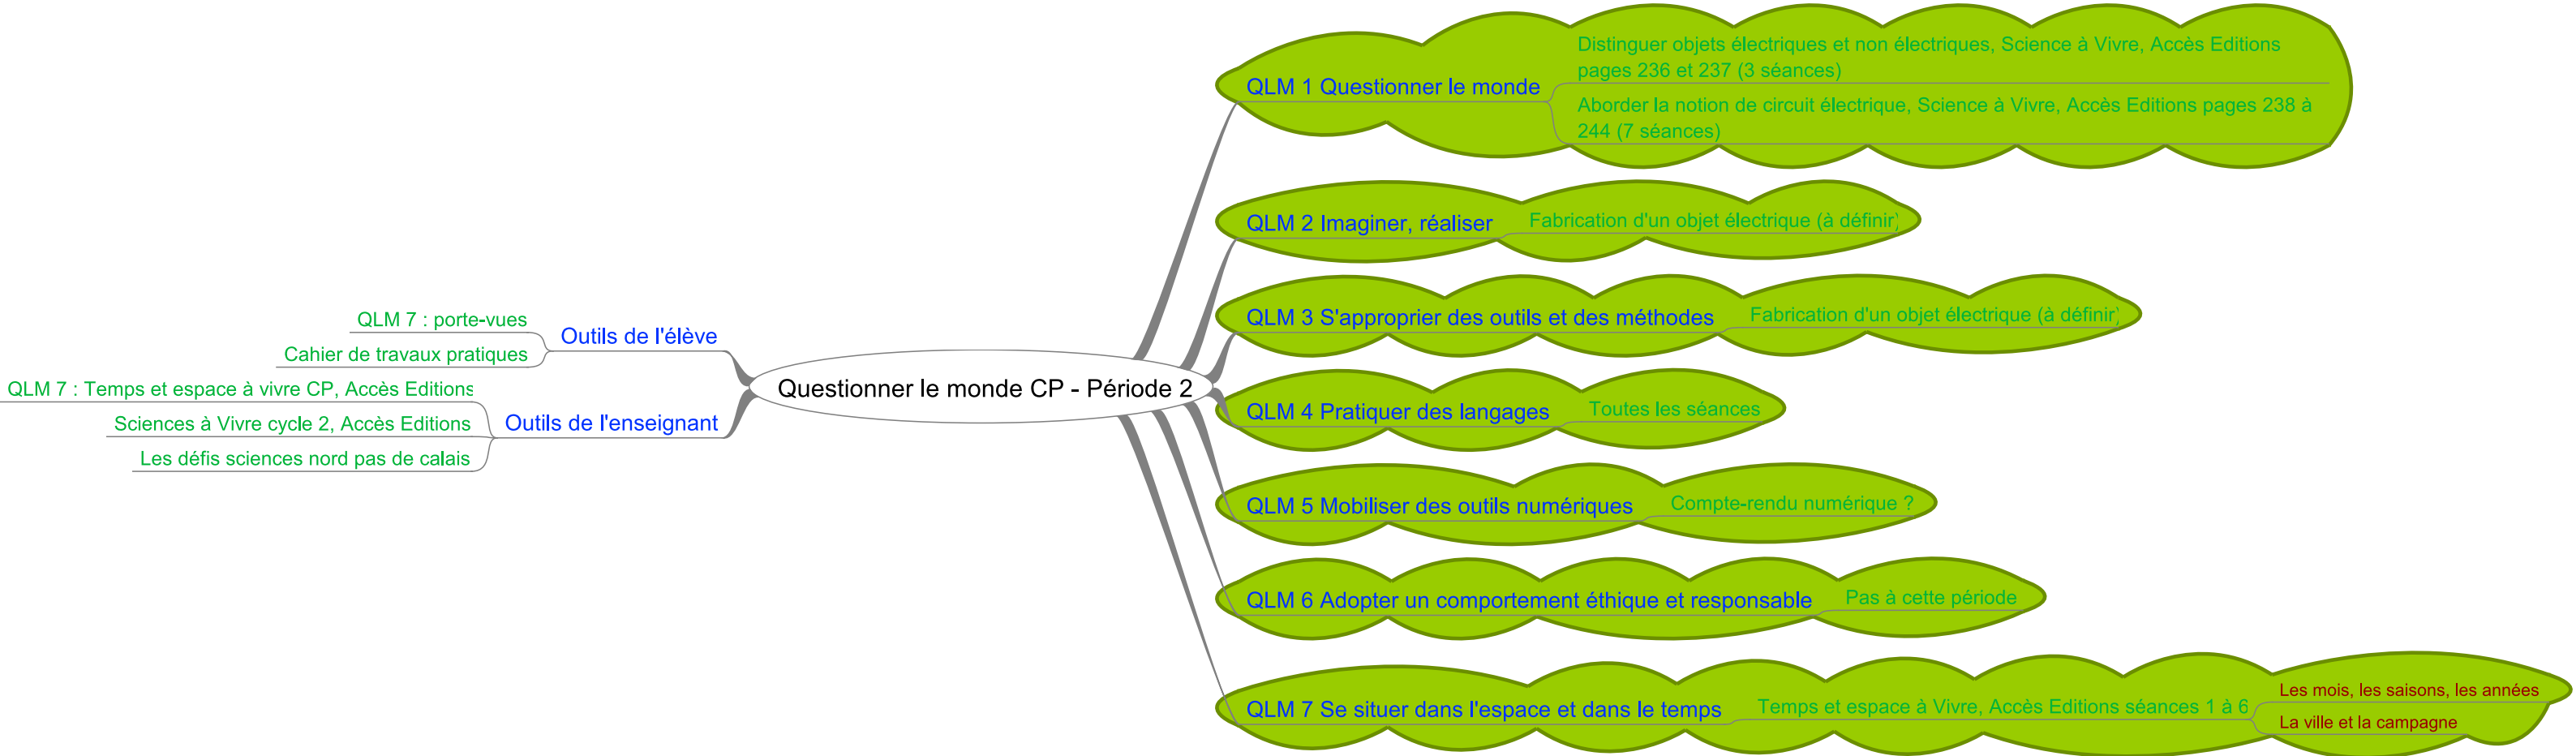 Questionner le monde CP - Période 2
QLM 1 Questionner le monde
Distinguer objets électriques et non électriques, Science à Vivre, Accès Editions
pages 236 et 237 (3 séances)
Aborder la notion de circuit électrique, Science à Vivre, Accès Editions pages 238 à
244 (7 séances)
QLM 2 Imaginer, réaliser
Fabrication d'un objet électrique (à définir)
QLM 3 S'approprier des outils et des méthodes
Fabrication d'un objet électrique (à définir)
QLM 4 Pratiquer des langages
Toutes les séances
QLM 5 Mobiliser des outils numériques
Compte-rendu numérique ?
QLM 6 Adopter un comportement éthique et responsable
Pas à cette période
QLM 7 Se situer dans l'espace et dans le temps
Temps et espace à Vivre, Accès Editions séances 1 à 6
Les mois, les saisons, les années
La ville et la campagne
Outils de l'élève
QLM 7 : porte-vues
Cahier de travaux pratiques
Outils de l'enseignant
QLM 7 : Temps et espace à vivre CP, Accès Editions
Sciences à Vivre cycle 2, Accès Editions
Les défis sciences nord pas de calais